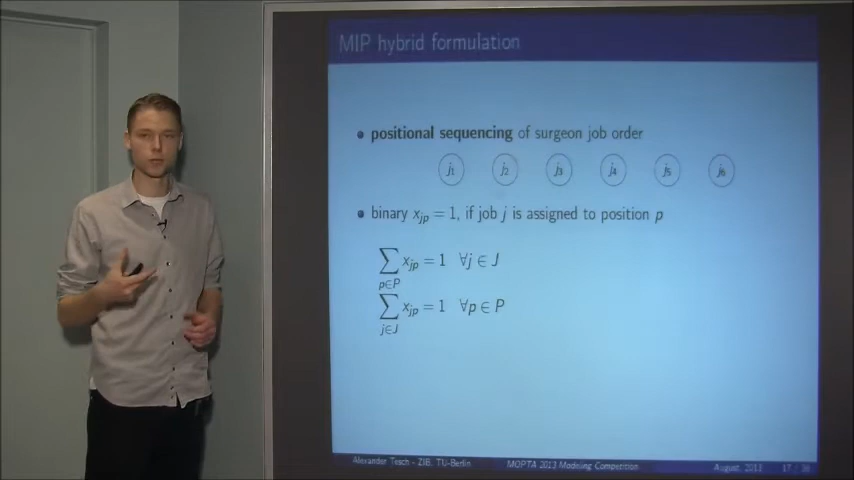 MIP hybrid formulation
• positional sequencing of surgeon job order
j₁ j₂ j₃ j₄ j₅ j₆
• binary xⱼₚ = 1, if job j is assigned to position p
∑ xⱼₚ = 1 ∀j ∈ J
p∈P
∑ xⱼₚ = 1 ∀p ∈ P
j∈J
Alexander Tesch - ZIB, TU-Berlin MOPTA 2013 Modeling Competition August, 2013 17 /